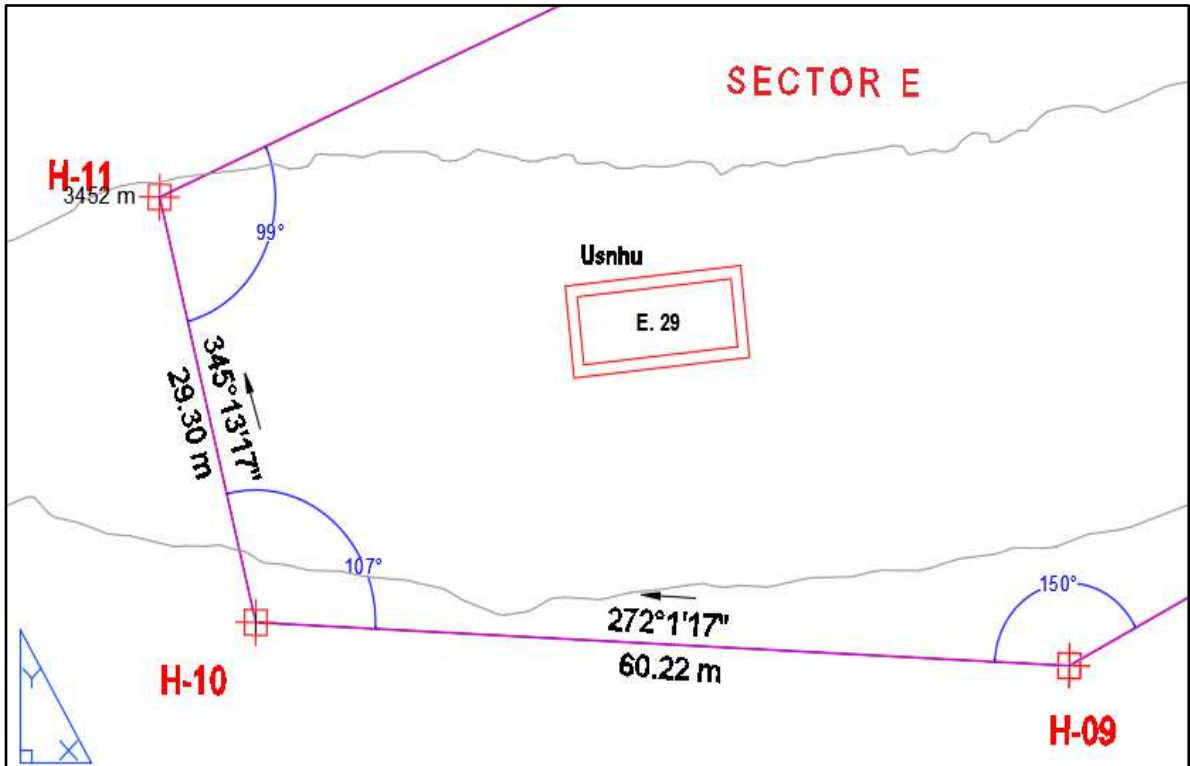 SECTOR E
H-11
3452 m
99°
Usnhu
E. 29
345°13'17"
29.30 m
107°
150°
272°1'17"
60.22 m
H-10
H-09
Y
X